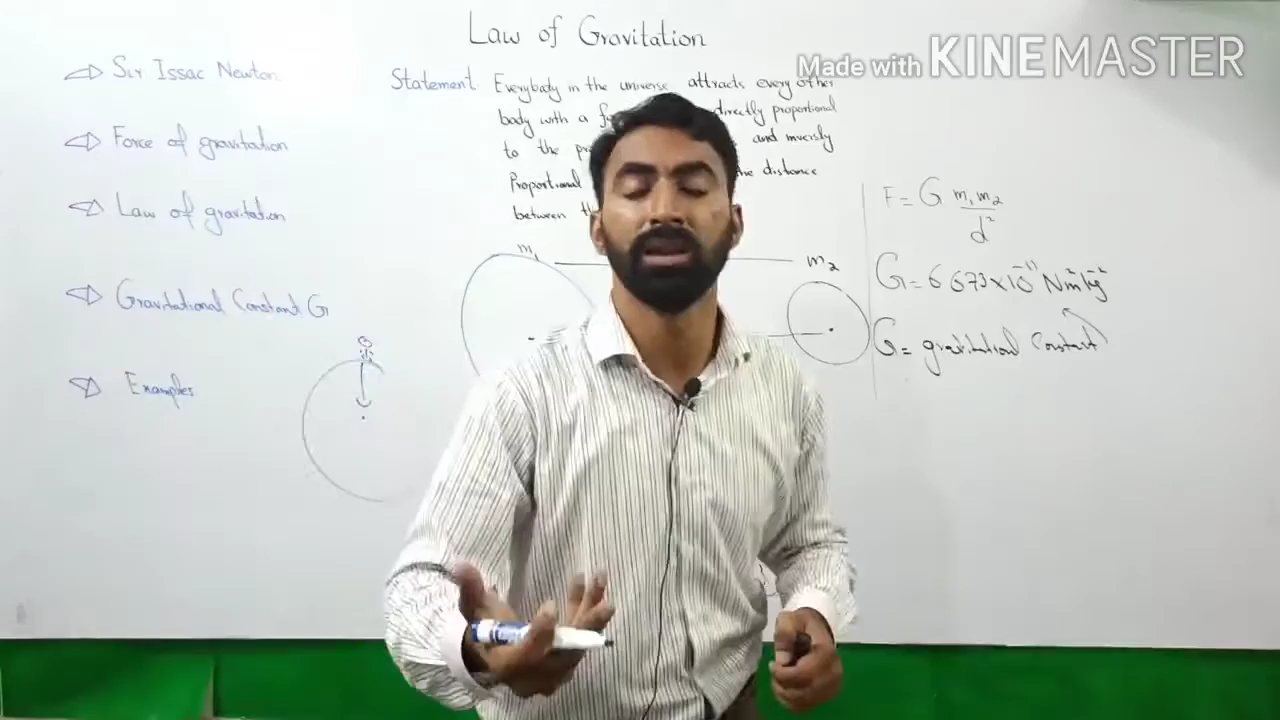 Law of Gravitation
Made with KINEMASTER
Sir Issac Newton
Force of gravitation
Law of gravitation
Gravitational Constant G
Examples
Statement Everybody in the universe attracts every other
body with a directly proportional
to the and inversly
Proportional distance
between
m₁
m₂
F = G m₁m₂
d²
G = 6.673×10⁻¹¹ Nm²kg⁻²
G = gravitational Constant